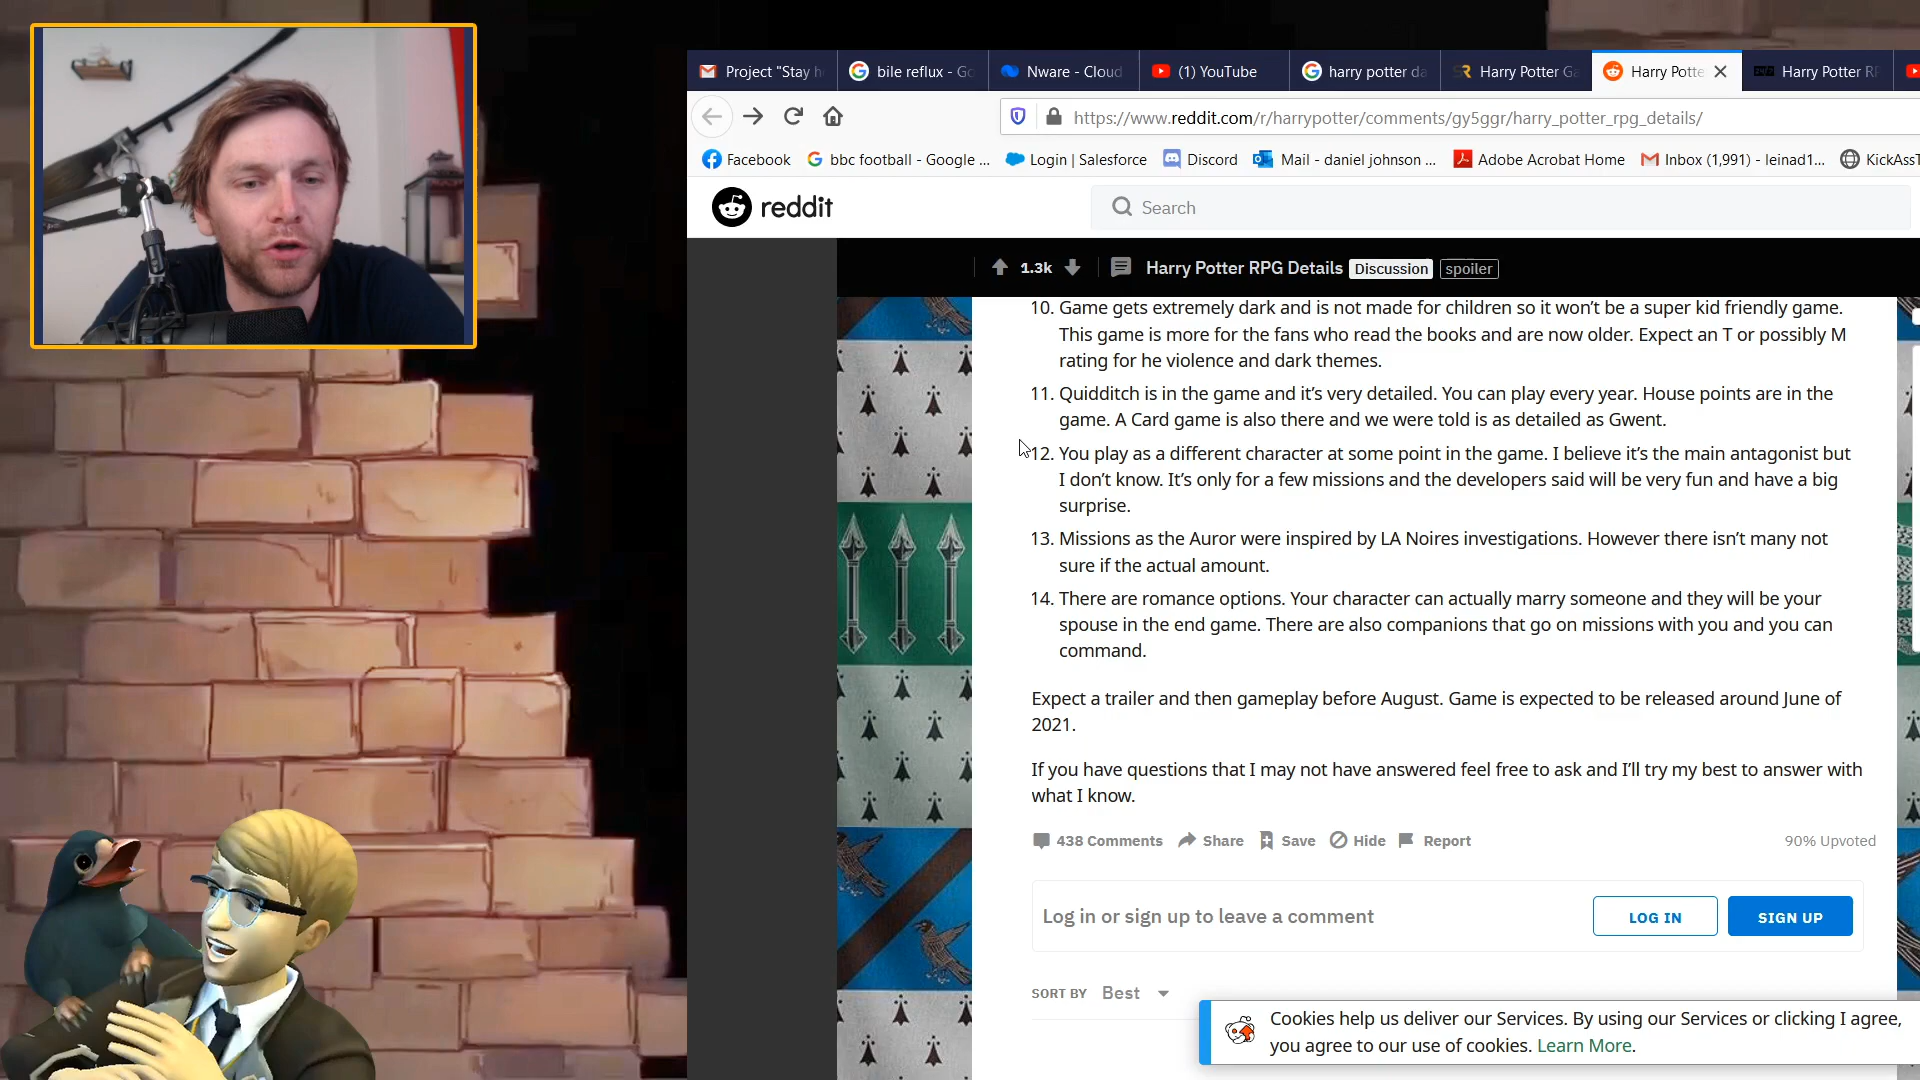 Project "Stay h
bile reflux - Go
Nware - Cloud
(1) YouTube
harry potter da
Harry Potter Ga
Harry Potte
Harry Potter RP
https://www.reddit.com/r/harrypotter/comments/gy5ggr/harry_potter_rpg_details/
Facebook
bbc football - Google ...
Login | Salesforce
Discord
Mail - daniel johnson ...
Adobe Acrobat Home
Inbox (1,991) - leinad1...
KickAssT
reddit
Search
1.3k
Harry Potter RPG Details Discussion spoiler
10. Game gets extremely dark and is not made for children so it won't be a super kid friendly game.
This game is more for the fans who read the books and are now older. Expect an T or possibly M
rating for he violence and dark themes.
11. Quidditch is in the game and it's very detailed. You can play every year. House points are in the
game. A Card game is also there and we were told is as detailed as Gwent.
12. You play as a different character at some point in the game. I believe it's the main antagonist but
I don't know. It's only for a few missions and the developers said will be very fun and have a big
surprise.
13. Missions as the Auror were inspired by LA Noires investigations. However there isn't many not
sure if the actual amount.
14. There are romance options. Your character can actually marry someone and they will be your
spouse in the end game. There are also companions that go on missions with you and you can
command.
Expect a trailer and then gameplay before August. Game is expected to be released around June of
2021.
If you have questions that I may not have answered feel free to ask and I'll try my best to answer with
what I know.
438 Comments Share Save Hide Report 90% Upvoted
Log in or sign up to leave a comment LOG IN SIGN UP
SORT BY Best
Cookies help us deliver our Services. By using our Services or clicking I agree,
you agree to our use of cookies. Learn More.